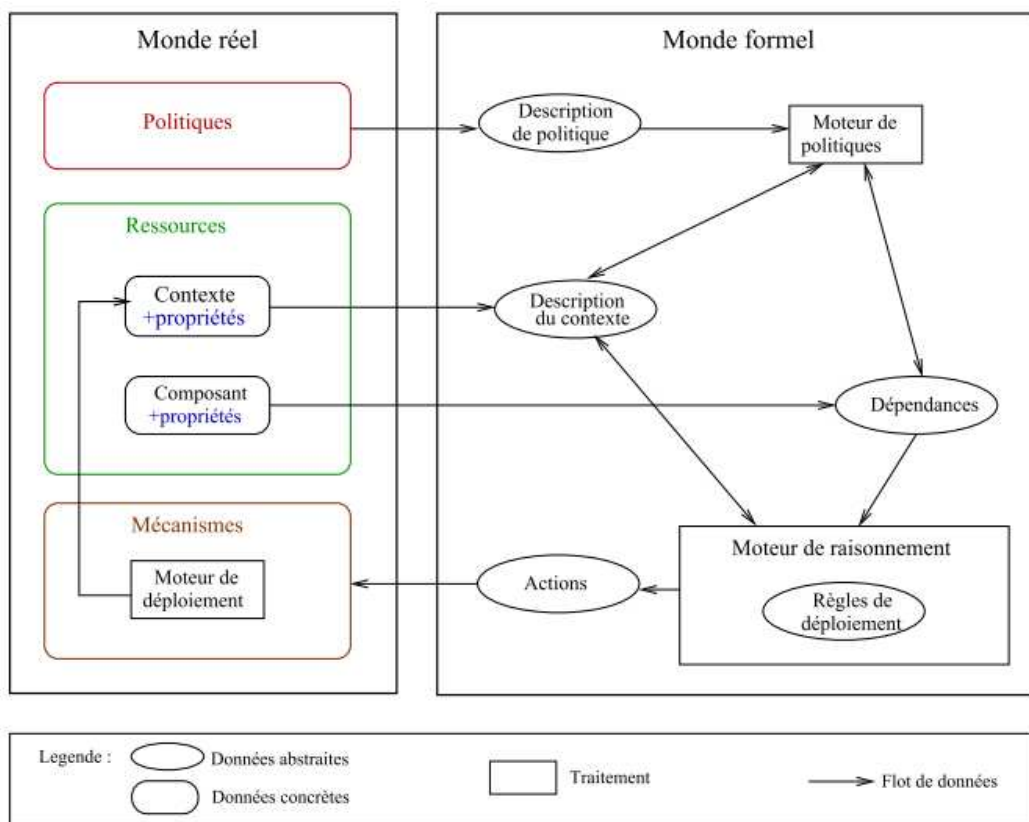 Monde réel
Politiques
Ressources
Contexte
+propriétés
Composant
+propriétés
Mécanismes
Moteur de
déploiement
Monde formel
Description
de politique
Moteur de
politiques
Description
du contexte
Dépendances
Moteur de raisonnement
Règles de
déploiement
Actions
Legende :
Données abstraites
Données concrètes
Traitement
Flot de données